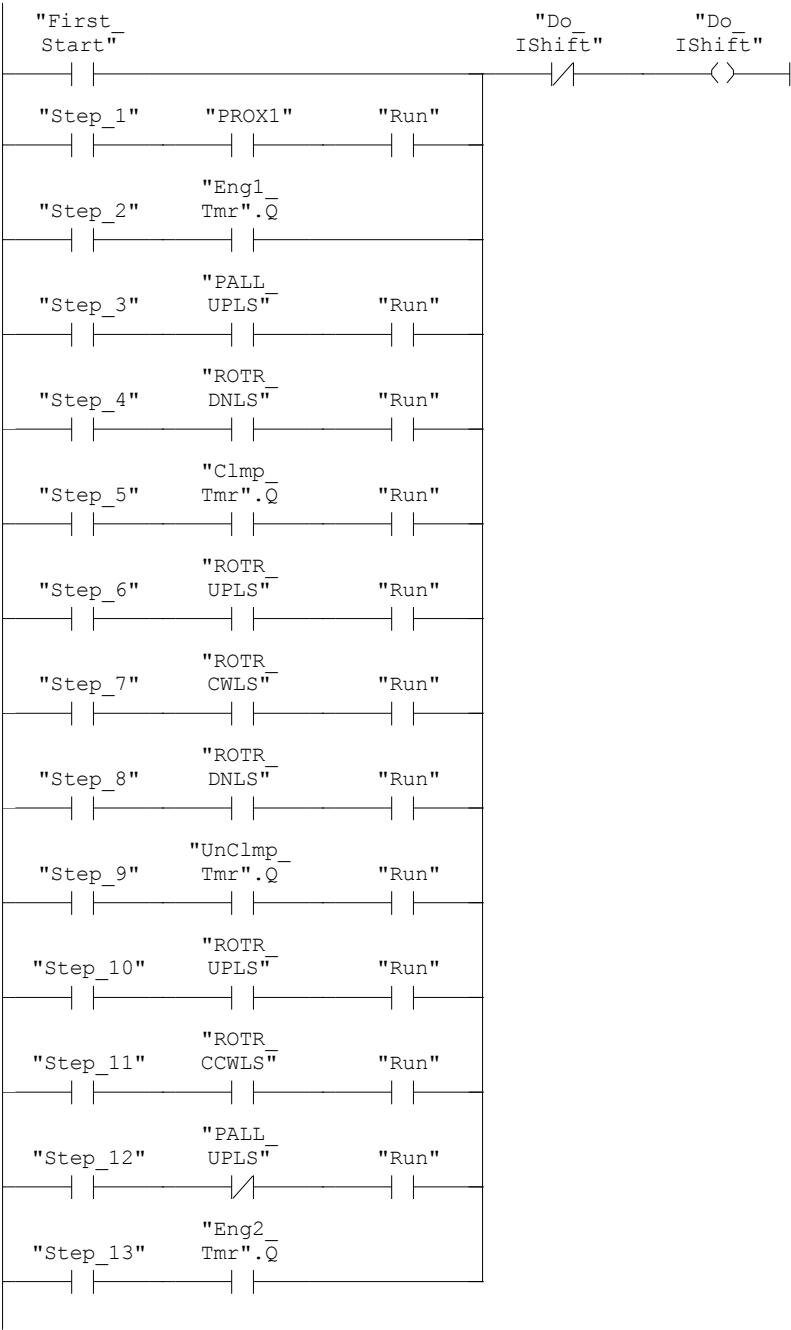 "First_ "Do_ "Do_
Start" IShift" IShift"
"Step_1" "PROX1" "Run"
"Eng1_
"Step_2" Tmr".Q
"PALL_
"Step_3" UPLS" "Run"
"ROTR_
"Step_4" DNLS" "Run"
"Clmp_
"Step_5" Tmr".Q "Run"
"ROTR_
"Step_6" UPLS" "Run"
"ROTR_
"Step_7" CWLS" "Run"
"ROTR_
"Step_8" DNLS" "Run"
"UnClmp_
"Step_9" Tmr".Q "Run"
"ROTR_
"Step_10" UPLS" "Run"
"ROTR_
"Step_11" CCWLS" "Run"
"PALL_
"Step_12" UPLS" "Run"
"Eng2_
"Step_13" Tmr".Q